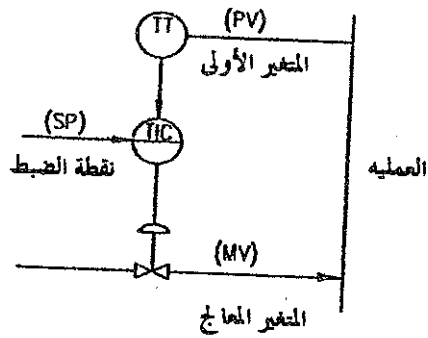 TT
(PV)
المتغير الأولى
(SP)
TIC
نقطة الضبط
العمليه
(MV)
المتغير المعالج